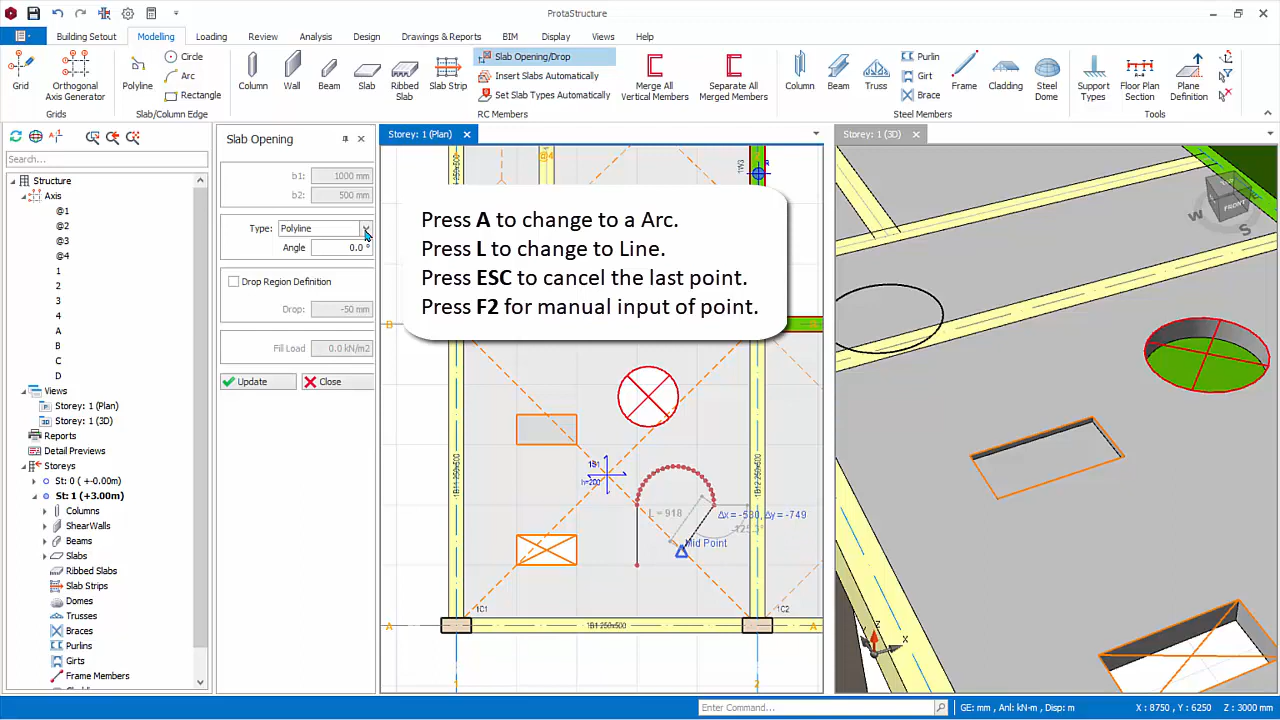 ProtaStructure
Building Setout
Modelling
Loading
Review
Analysis
Design
Drawings & Reports
BIM
Display
Views
Help
Grid
Orthogonal
Axis Generator
Grids
Polyline
Circle
Arc
Rectangle
Slab/Column Edge
Column
Wall
Beam
Slab
Ribbed
Slab
Slab Strip
Slab Opening/Drop
Insert Slabs Automatically
Set Slab Types Automatically
RC Members
Merge All
Vertical Members
Separate All
Merged Members
Column
Beam
Truss
Purlin
Girt
Brace
Frame
Cladding
Steel
Dome
Steel Members
Support
Types
Floor Plan
Section
Plane
Definition
Tools
Search...
Structure
Axis
@1
@2
@3
@4
1
2
3
4
A
B
C
D
Views
Storey: 1 (Plan)
Storey: 1 (3D)
Reports
Detail Previews
Storeys
St: 0 ( +-0.00m)
St: 1 (+3.00m)
Columns
ShearWalls
Beams
Slabs
Ribbed Slabs
Slab Strips
Domes
Trusses
Braces
Purlins
Girts
Frame Members
Slab Opening
b1: 1000 mm
b2: 500 mm
Type: Polyline
Angle 0.0 °
Drop Region Definition
Drop: -50 mm
Fill Load 0.0 kN/m2
Update
Close
Storey: 1 (Plan)
@4
1W3
Press A to change to a Arc.
Press L to change to Line.
Press ESC to cancel the last point.
Press F2 for manual input of point.
B
1S1
h=200
1B11 250x500
1B12 250x500
L = 918
Δx = -530, Δy = -749
Mid Point
1C1
1C2
A
1B1 250x500
A
1
2
Storey: 1 (3D)
FRONT
W
S
Z
X
Enter Command...
GE: mm , Anl: kN-m , Disp: m
X : 8750 , Y : 6250
Z : 3000 mm